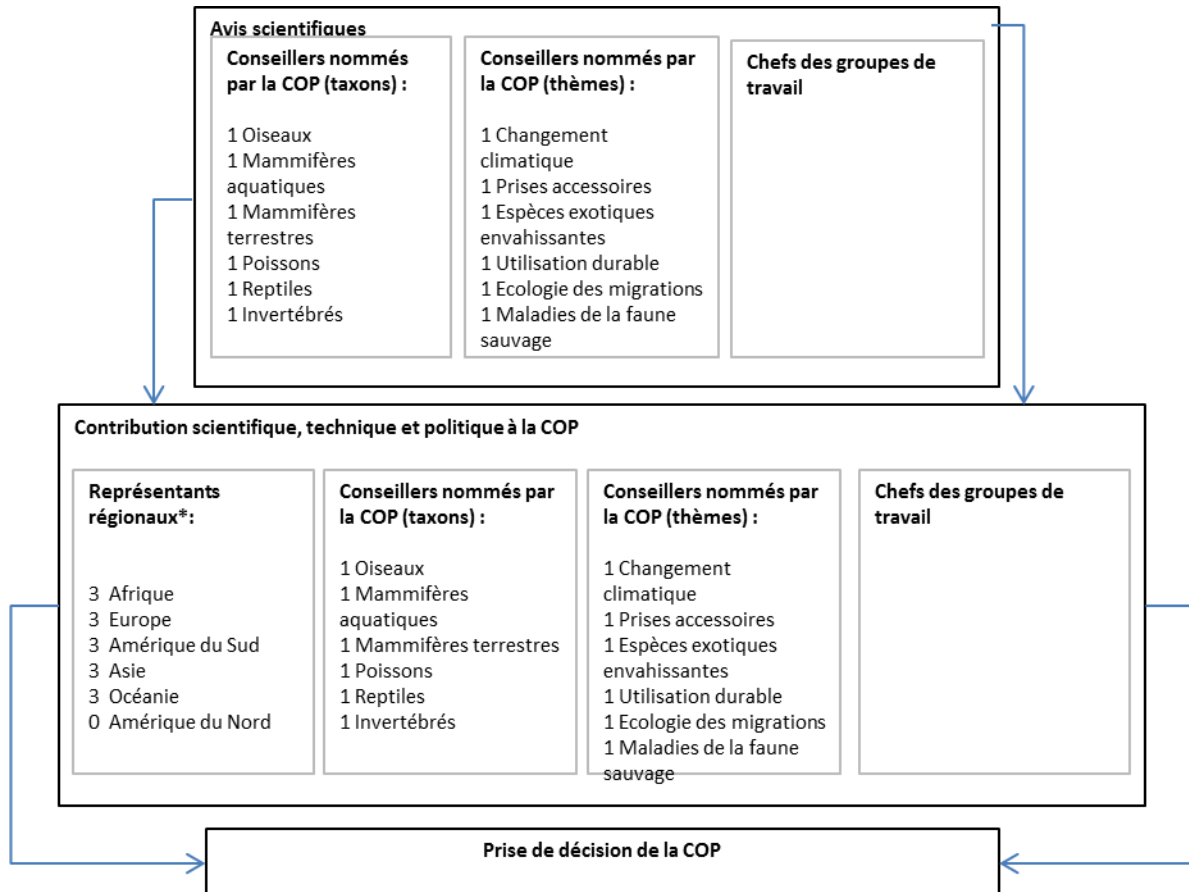 Avis scientifiques
Conseillers nommés
par la COP (taxons) :
1 Oiseaux
1 Mammifères
aquatiques
1 Mammifères
terrestres
1 Poissons
1 Reptiles
1 Invertébrés
Conseillers nommés par
la COP (thèmes) :
1 Changement
climatique
1 Prises accessoires
1 Espèces exotiques
envahissantes
1 Utilisation durable
1 Ecologie des migrations
1 Maladies de la faune
sauvage
Chefs des groupes de
travail
Contribution scientifique, technique et politique à la COP
Représentants
régionaux*:
3 Afrique
3 Europe
3 Amérique du Sud
3 Asie
3 Océanie
0 Amérique du Nord
Conseillers nommés par
la COP (taxons) :
1 Oiseaux
1 Mammifères
aquatiques
1 Mammifères terrestres
1 Poissons
1 Reptiles
1 Invertébrés
Conseillers nommés par
la COP (thèmes) :
1 Changement
climatique
1 Prises accessoires
1 Espèces exotiques
envahissantes
1 Utilisation durable
1 Ecologie des migrations
1 Maladies de la faune
sauvage
Chefs des groupes de
travail
Prise de décision de la COP